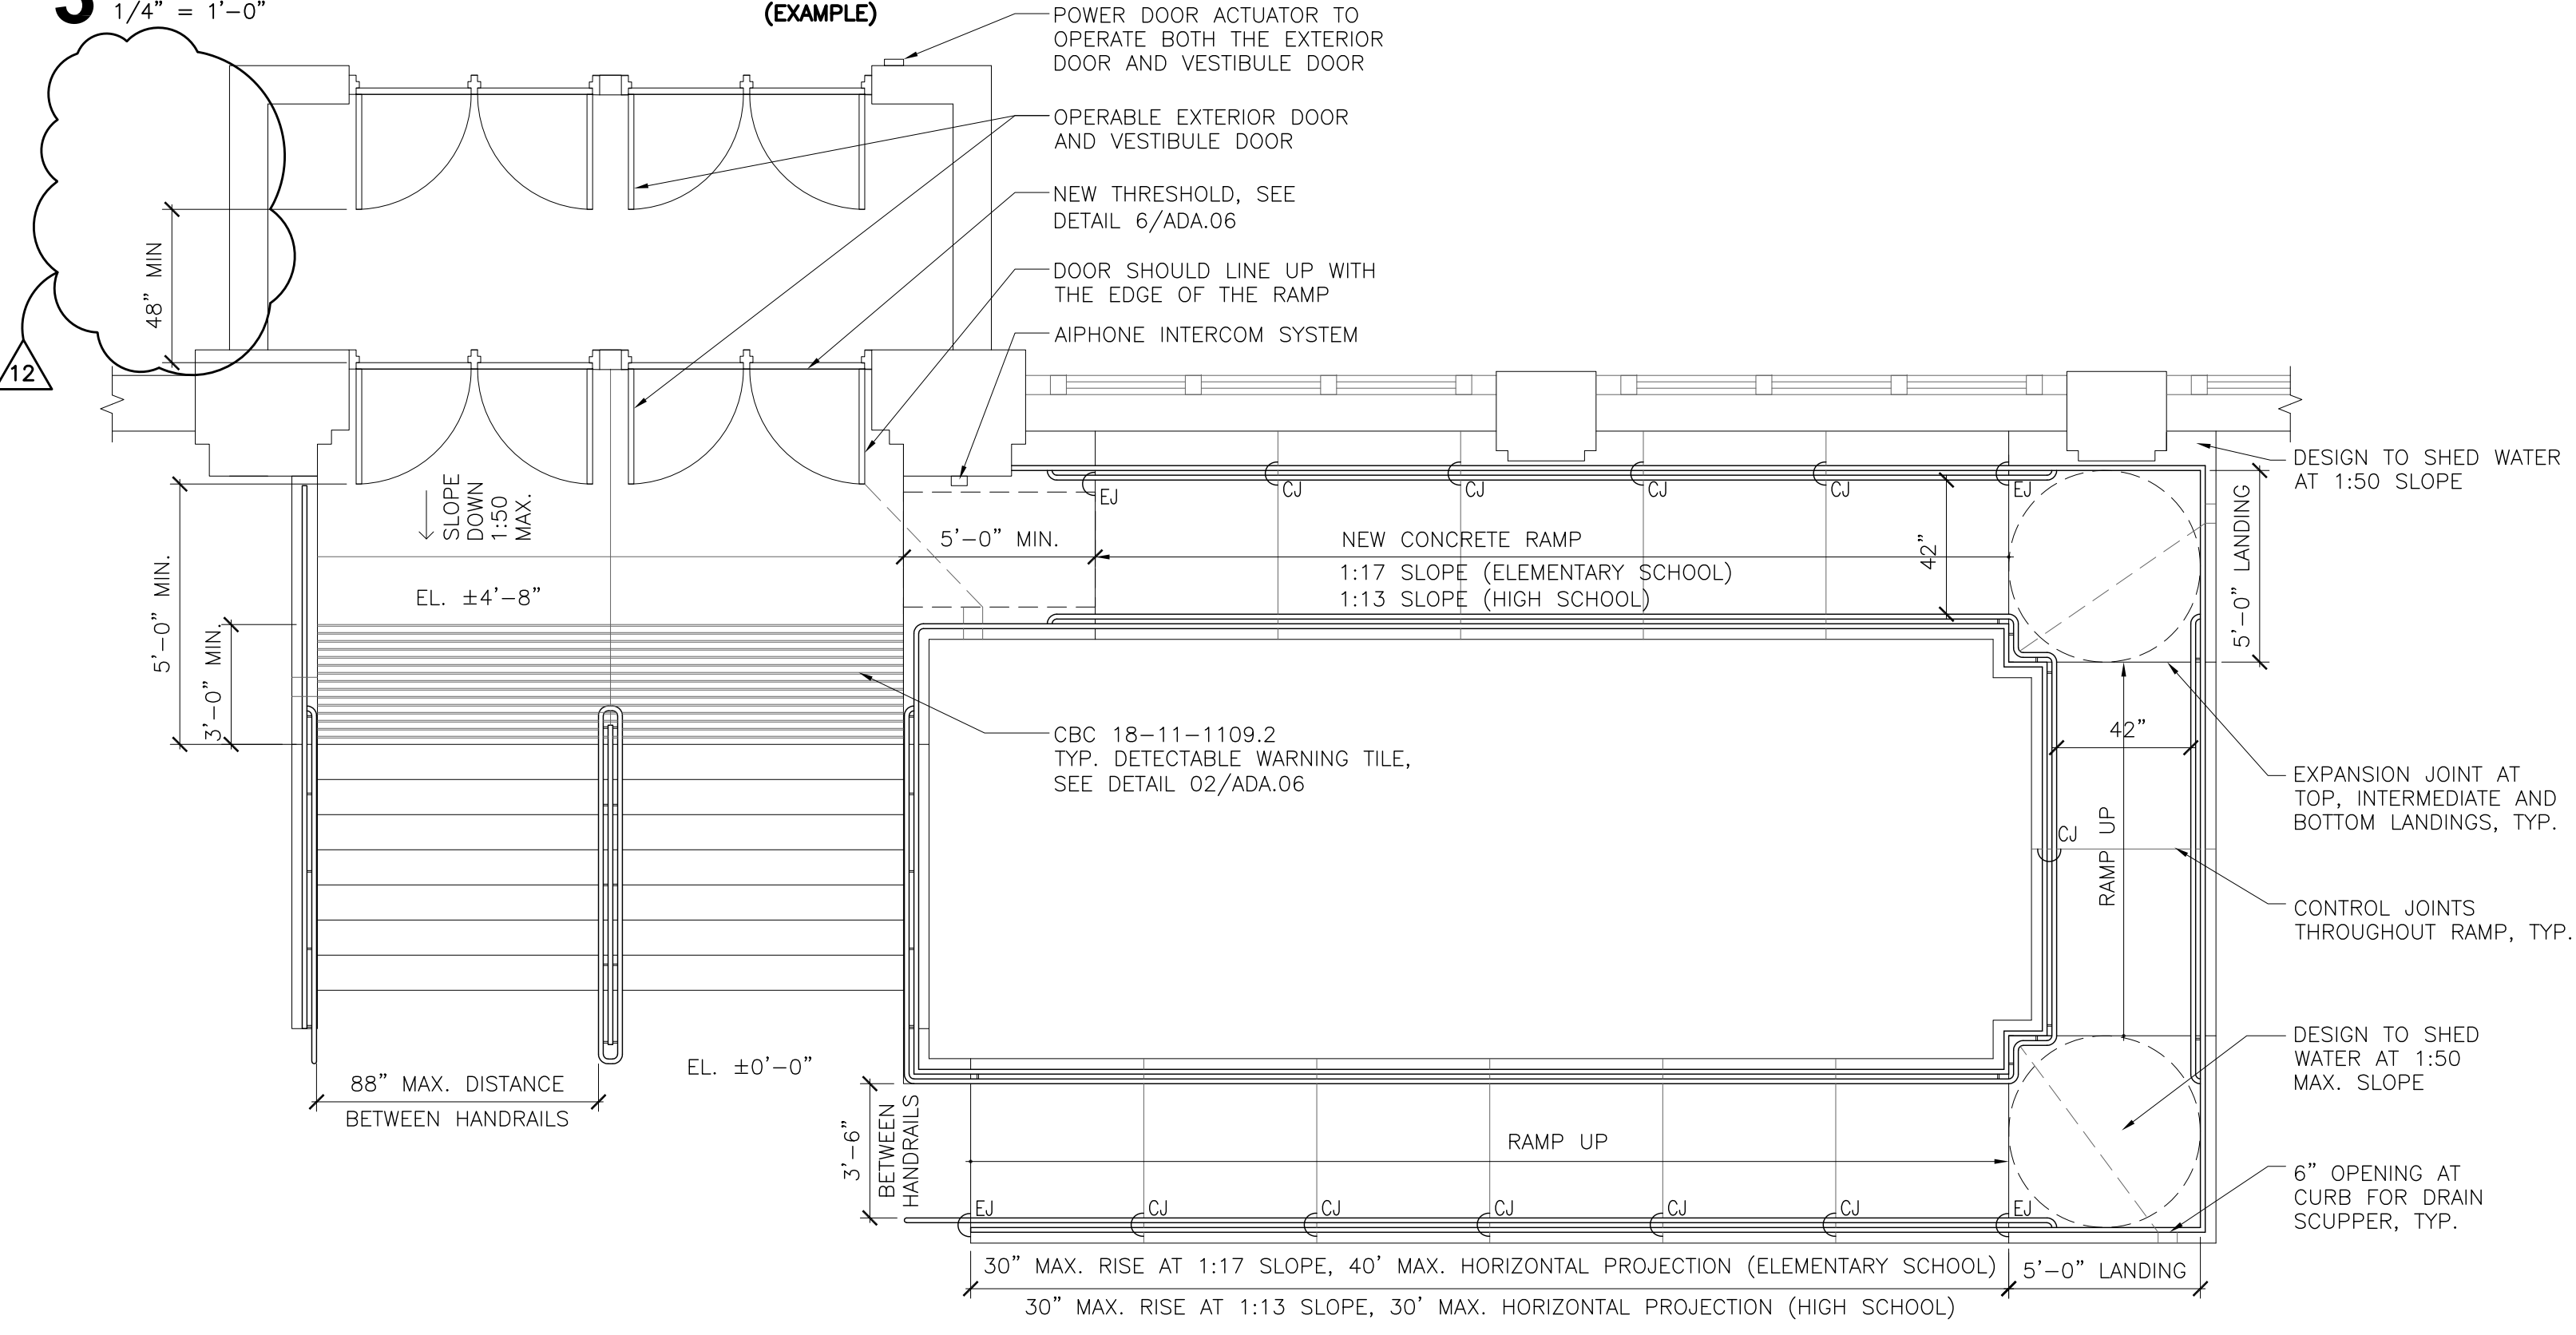 1/4" = 1'-0"
(EXAMPLE)
POWER DOOR ACTUATOR TO
OPERATE BOTH THE EXTERIOR
DOOR AND VESTIBULE DOOR
OPERABLE EXTERIOR DOOR
AND VESTIBULE DOOR
NEW THRESHOLD, SEE
DETAIL 6/ADA.06
DOOR SHOULD LINE UP WITH
THE EDGE OF THE RAMP
AIPHONE INTERCOM SYSTEM
48" MIN
12
DESIGN TO SHED WATER
AT 1:50 SLOPE
SLOPE
DOWN
1:50
MAX.
EJ
CJ
CJ
CJ
CJ
EJ
5'-0" MIN.
NEW CONCRETE RAMP
1:17 SLOPE (ELEMENTARY SCHOOL)
1:13 SLOPE (HIGH SCHOOL)
42"
5'-0" LANDING
EL. ±4'-8"
5'-0" MIN.
3'-0" MIN.
CBC 18-11-1109.2
TYP. DETECTABLE WARNING TILE,
SEE DETAIL 02/ADA.06
42"
EXPANSION JOINT AT
TOP, INTERMEDIATE AND
BOTTOM LANDINGS, TYP.
CJ
RAMP UP
CONTROL JOINTS
THROUGHOUT RAMP, TYP.
DESIGN TO SHED
WATER AT 1:50
MAX. SLOPE
EL. ±0'-0"
88" MAX. DISTANCE
BETWEEN HANDRAILS
3'-6"
BETWEEN
HANDRAILS
RAMP UP
6" OPENING AT
CURB FOR DRAIN
SCUPPER, TYP.
EJ
CJ
CJ
CJ
CJ
CJ
EJ
30" MAX. RISE AT 1:17 SLOPE, 40' MAX. HORIZONTAL PROJECTION (ELEMENTARY SCHOOL)
5'-0" LANDING
30" MAX. RISE AT 1:13 SLOPE, 30' MAX. HORIZONTAL PROJECTION (HIGH SCHOOL)